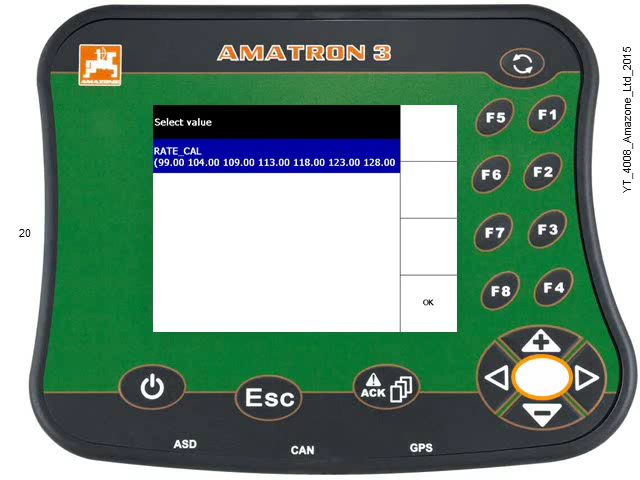 AMATRON 3
AMAZONE
Select value
RATE_CAL
(99.00 104.00 109.00 113.00 118.00 123.00 128.00
OK
F5
F1
F6
F2
F7
F3
F8
F4
Esc
ACK
ASD
CAN
GPS
20
YT_4008_Amazone_Ltd_2015